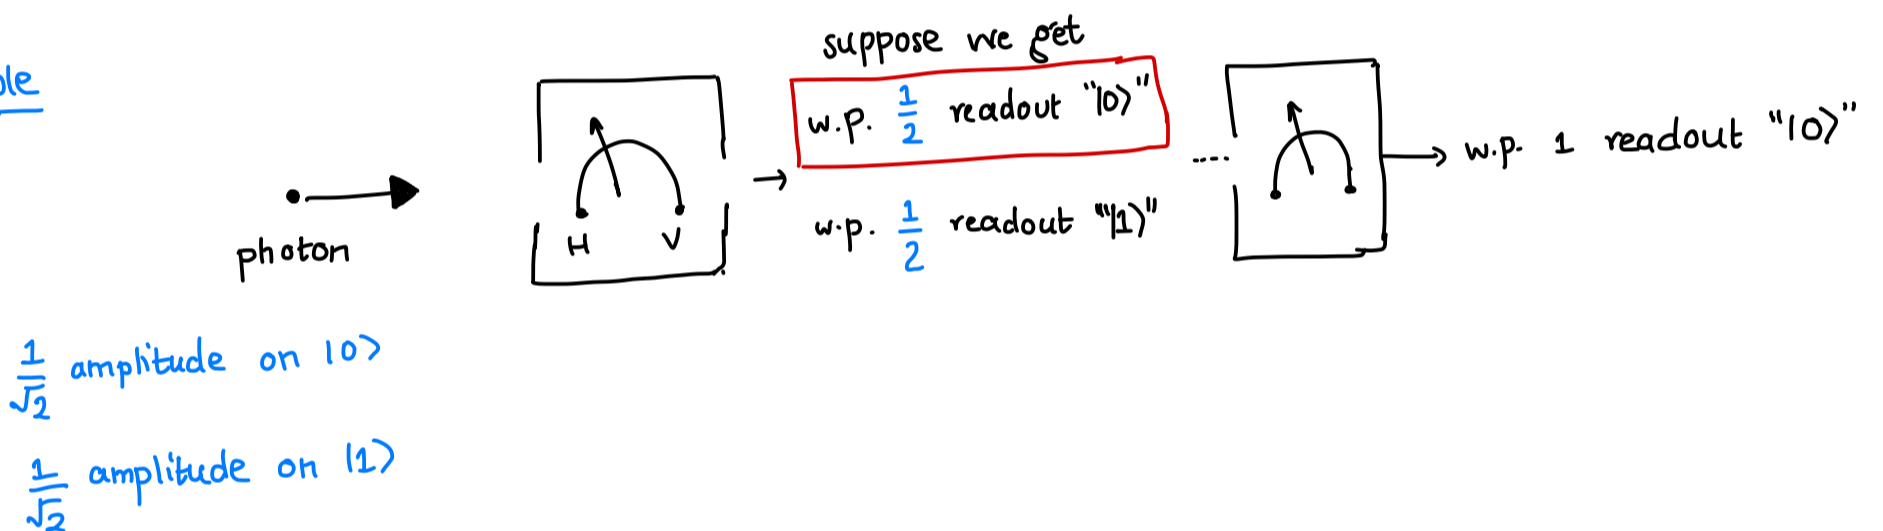 suppose we get
w.p. 1/2 readout "|0⟩"
w.p. 1/2 readout "|1⟩"
w.p. 1 readout "|0⟩"
H V
photon
1/√2 amplitude on |0⟩
1/√2 amplitude on |1⟩